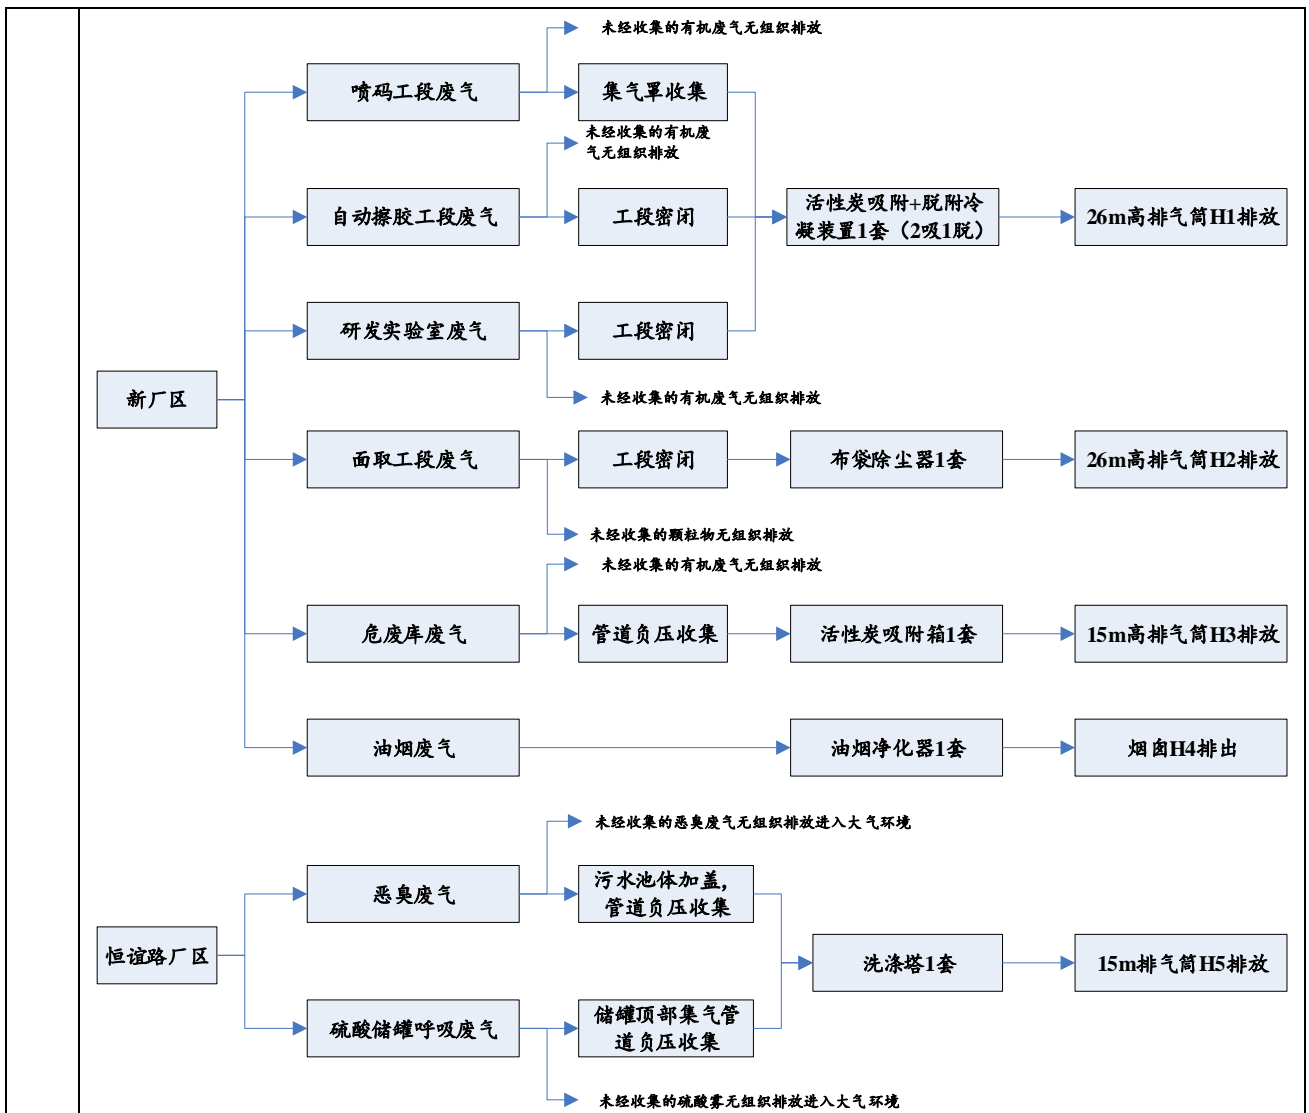 未经收集的有机废气无组织排放
喷码工段废气
集气罩收集
未经收集的有机废
气无组织排放
自动擦胶工段废气
工段密闭
活性炭吸附+脱附冷
凝装置1套（2吸1脱）
26m高排气筒H1排放
研发实验室废气
工段密闭
未经收集的有机废气无组织排放
新厂区
面取工段废气
工段密闭
布袋除尘器1套
26m高排气筒H2排放
未经收集的颗粒物无组织排放
未经收集的有机废气无组织排放
危废库废气
管道负压收集
活性炭吸附箱1套
15m高排气筒H3排放
油烟废气
油烟净化器1套
烟囱H4排出
未经收集的恶臭废气无组织排放进入大气环境
恶臭废气
污水池体加盖，
管道负压收集
恒谊路厂区
洗涤塔1套
15m排气筒H5排放
硫酸储罐呼吸废气
储罐顶部集气管
道负压收集
未经收集的硫酸雾无组织排放进入大气环境